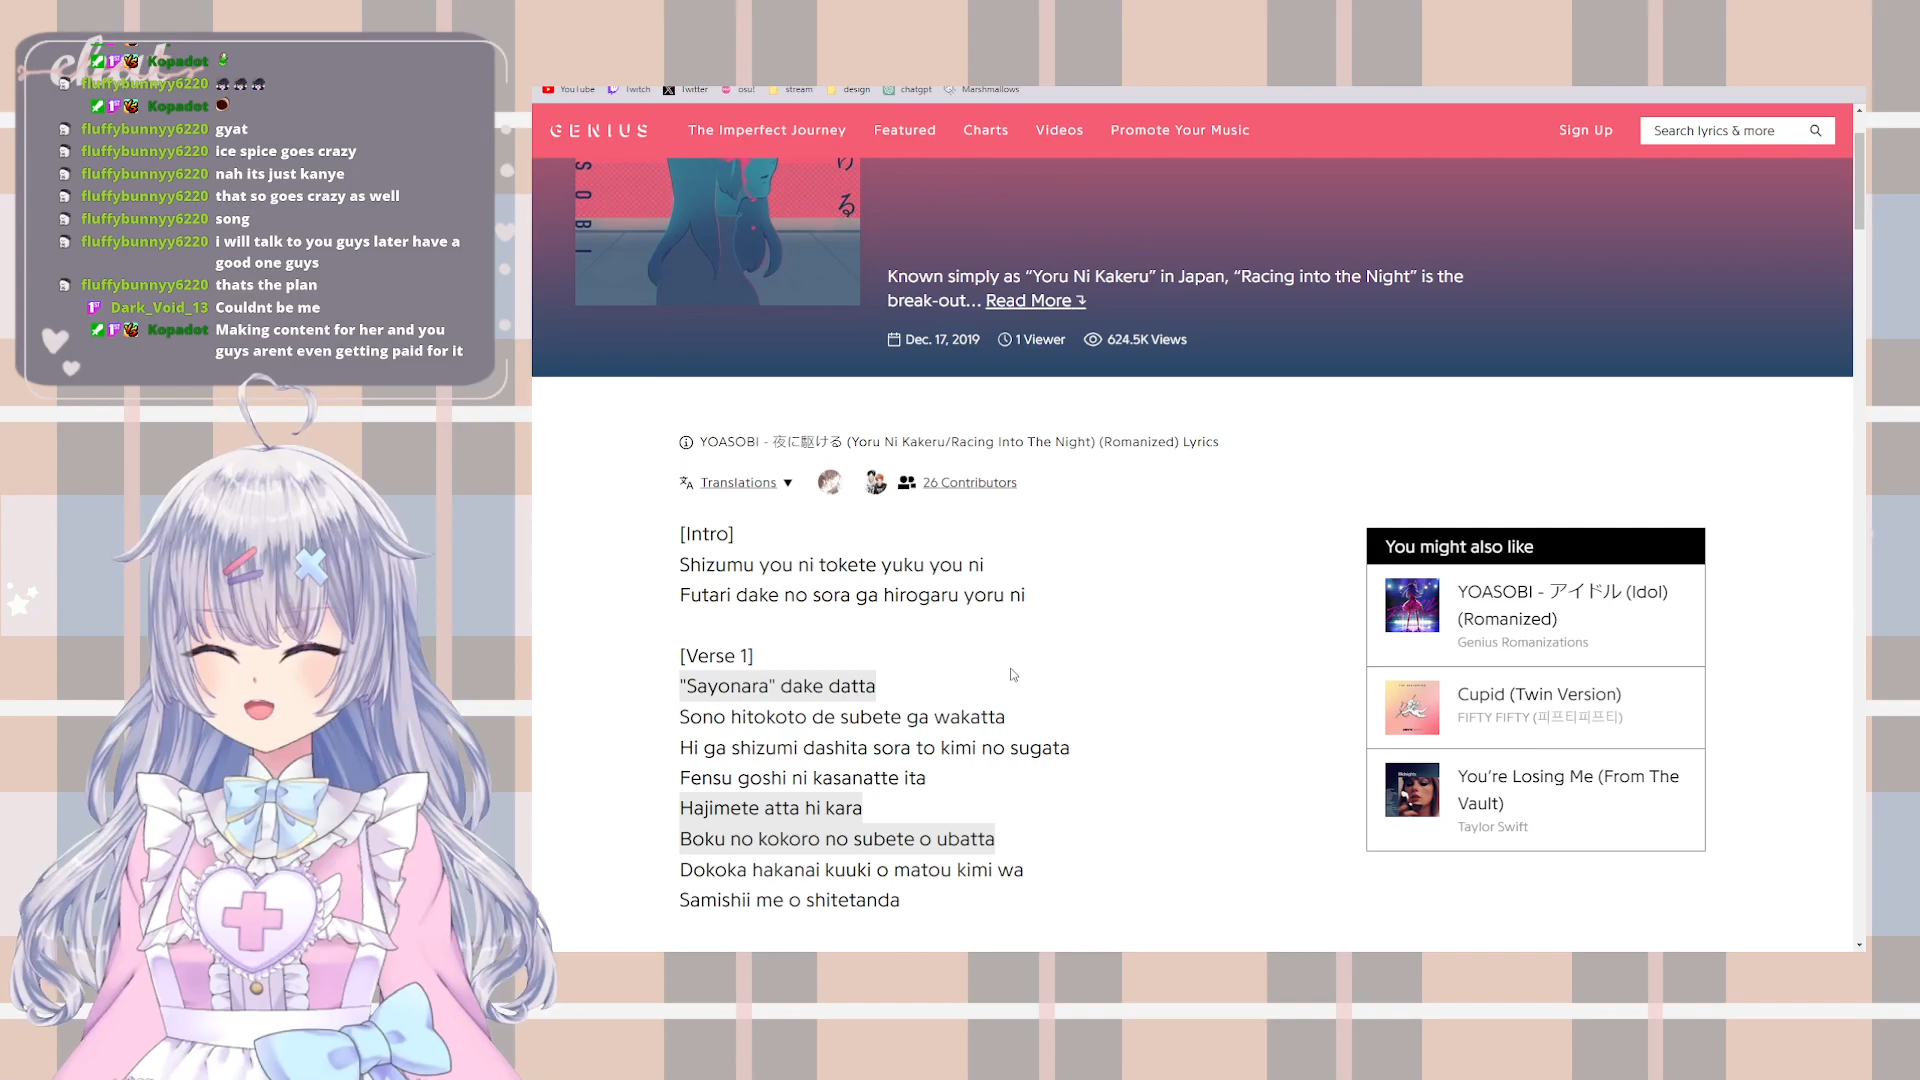 chat
Kopadot
fluffybunnyy6220
Kopadot
fluffybunnyy6220 gyat
fluffybunnyy6220 ice spice goes crazy
fluffybunnyy6220 nah its just kanye
fluffybunnyy6220 that so goes crazy as well
fluffybunnyy6220 song
fluffybunnyy6220 i will talk to you guys later have a
good one guys
fluffybunnyy6220 thats the plan
Dark_Void_13 Couldnt be me
Kopadot Making content for her and you
guys arent even getting paid for it
YouTube Twitch Twitter osu! stream design chatgpt Marshmallows
GENIUS The Imperfect Journey Featured Charts Videos Promote Your Music Sign Up Search lyrics & more
SOBI
ける
Known simply as “Yoru Ni Kakeru” in Japan, “Racing into the Night” is the
break-out… Read More
Dec. 17, 2019 1 Viewer 624.5K Views
YOASOBI - 夜に駆ける (Yoru Ni Kakeru/Racing Into The Night) (Romanized) Lyrics
Translations 26 Contributors
[Intro]
Shizumu you ni tokete yuku you ni
Futari dake no sora ga hirogaru yoru ni
[Verse 1]
"Sayonara" dake datta
Sono hitokoto de subete ga wakatta
Hi ga shizumi dashita sora to kimi no sugata
Fensu goshi ni kasanatte ita
Hajimete atta hi kara
Boku no kokoro no subete o ubatta
Dokoka hakanai kuuki o matou kimi wa
Samishii me o shitetanda
You might also like
YOASOBI - アイドル (Idol)
(Romanized)
Genius Romanizations
Cupid (Twin Version)
FIFTY FIFTY (피프티피프티)
You’re Losing Me (From The
Vault)
Taylor Swift